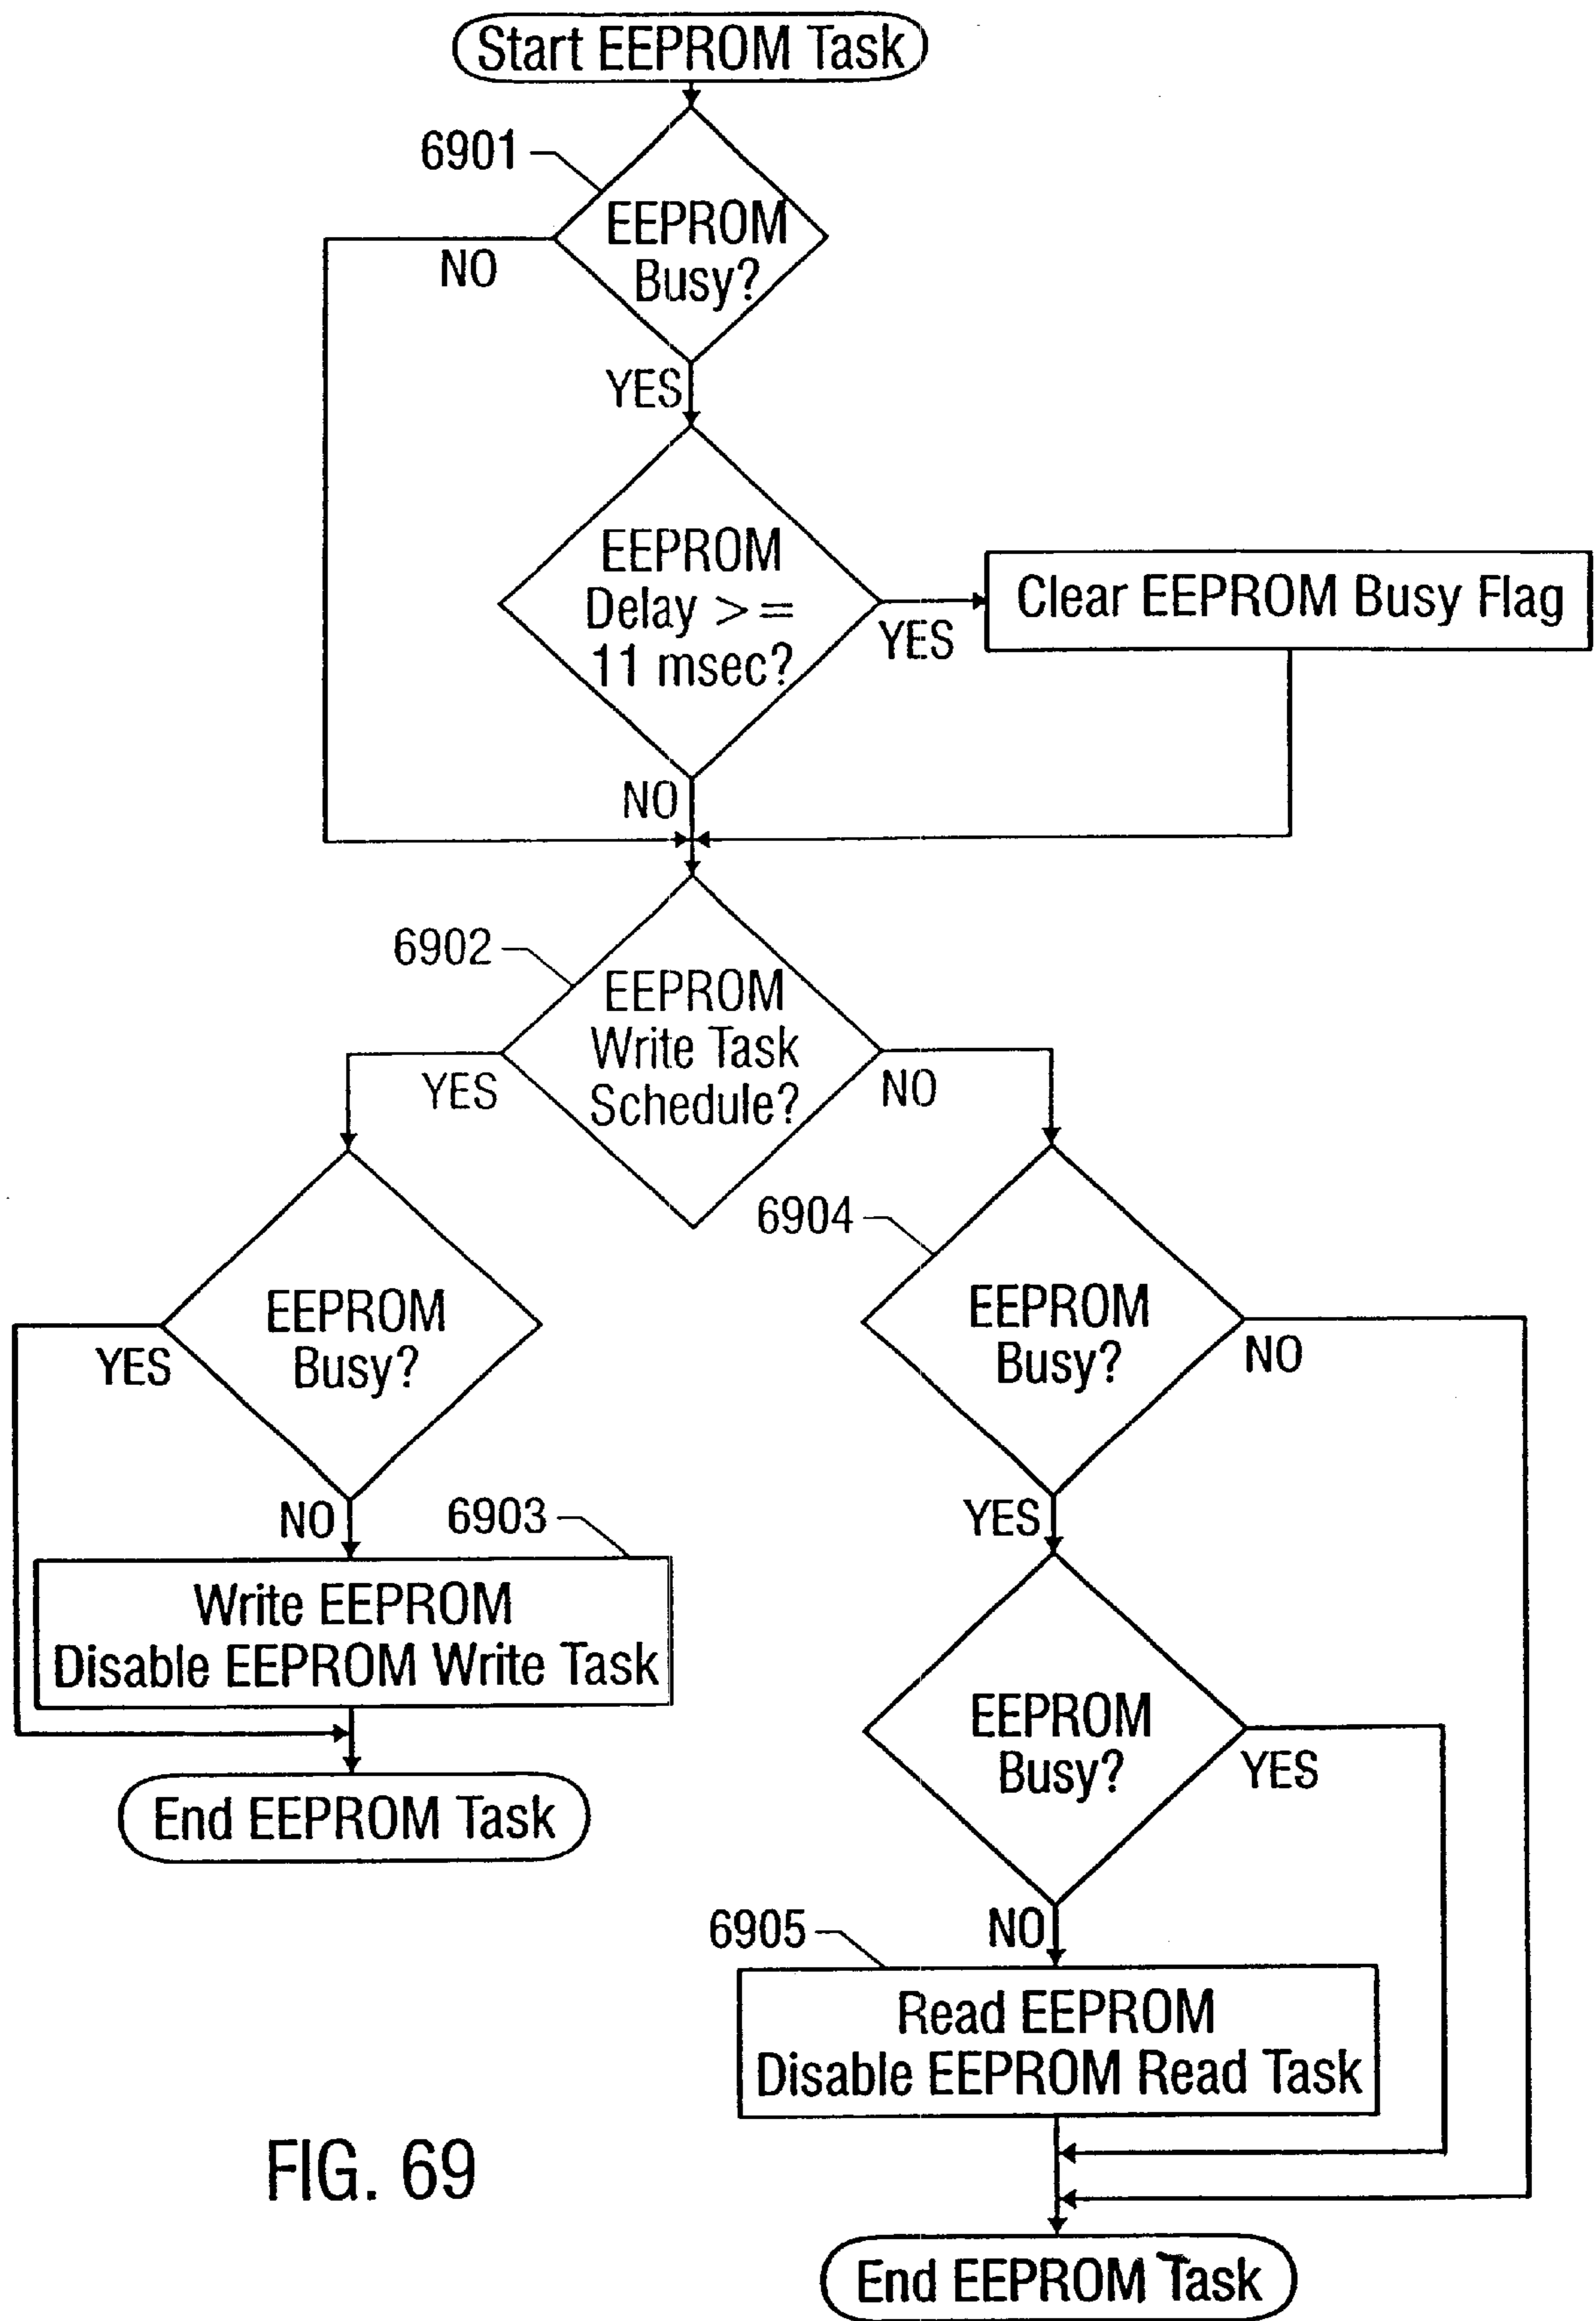 Start EEPROM Task
6901
EEPROM
Busy?
NO
YES
EEPROM
Delay >=
11 msec?
YES
Clear EEPROM Busy Flag
NO
6902
EEPROM
Write Task
Schedule?
YES
NO
6904
EEPROM
Busy?
YES
NO
6903
Write EEPROM
Disable EEPROM Write Task
End EEPROM Task
EEPROM
Busy?
NO
YES
EEPROM
Busy?
YES
NO
6905
Read EEPROM
Disable EEPROM Read Task
End EEPROM Task
FIG. 69